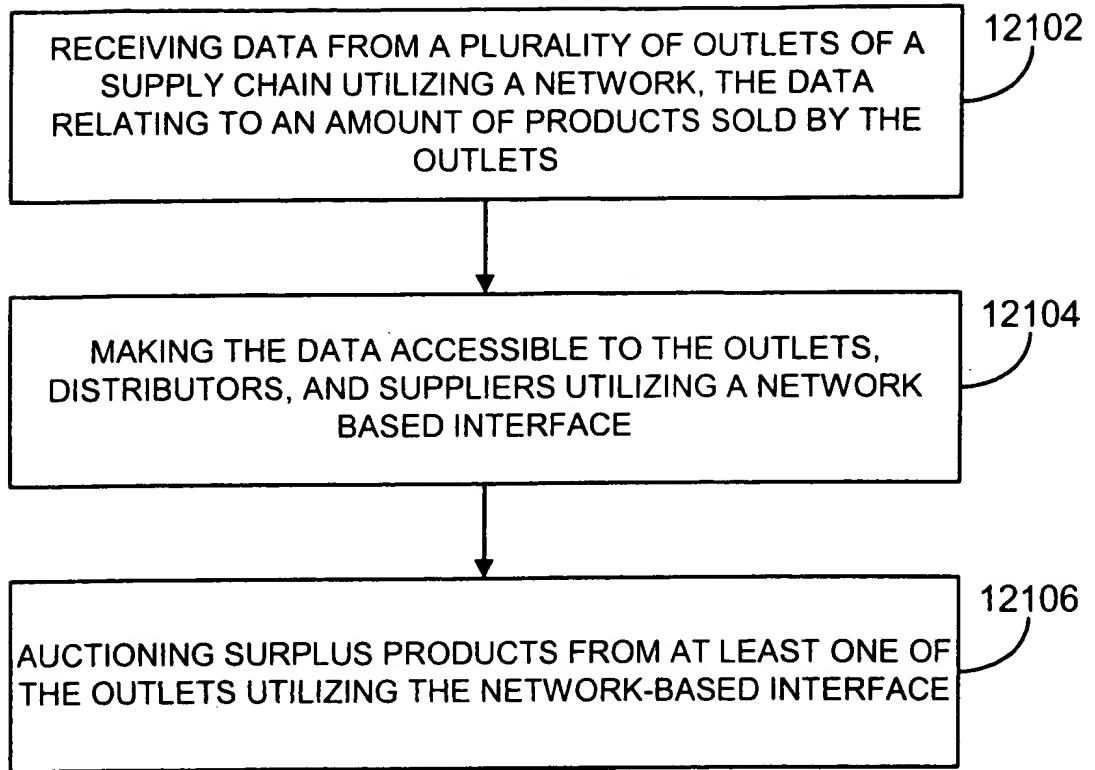 12102
RECEIVING DATA FROM A PLURALITY OF OUTLETS OF A
SUPPLY CHAIN UTILIZING A NETWORK, THE DATA
RELATING TO AN AMOUNT OF PRODUCTS SOLD BY THE
OUTLETS
12104
MAKING THE DATA ACCESSIBLE TO THE OUTLETS,
DISTRIBUTORS, AND SUPPLIERS UTILIZING A NETWORK
BASED INTERFACE
12106
AUCTIONING SURPLUS PRODUCTS FROM AT LEAST ONE OF
THE OUTLETS UTILIZING THE NETWORK-BASED INTERFACE